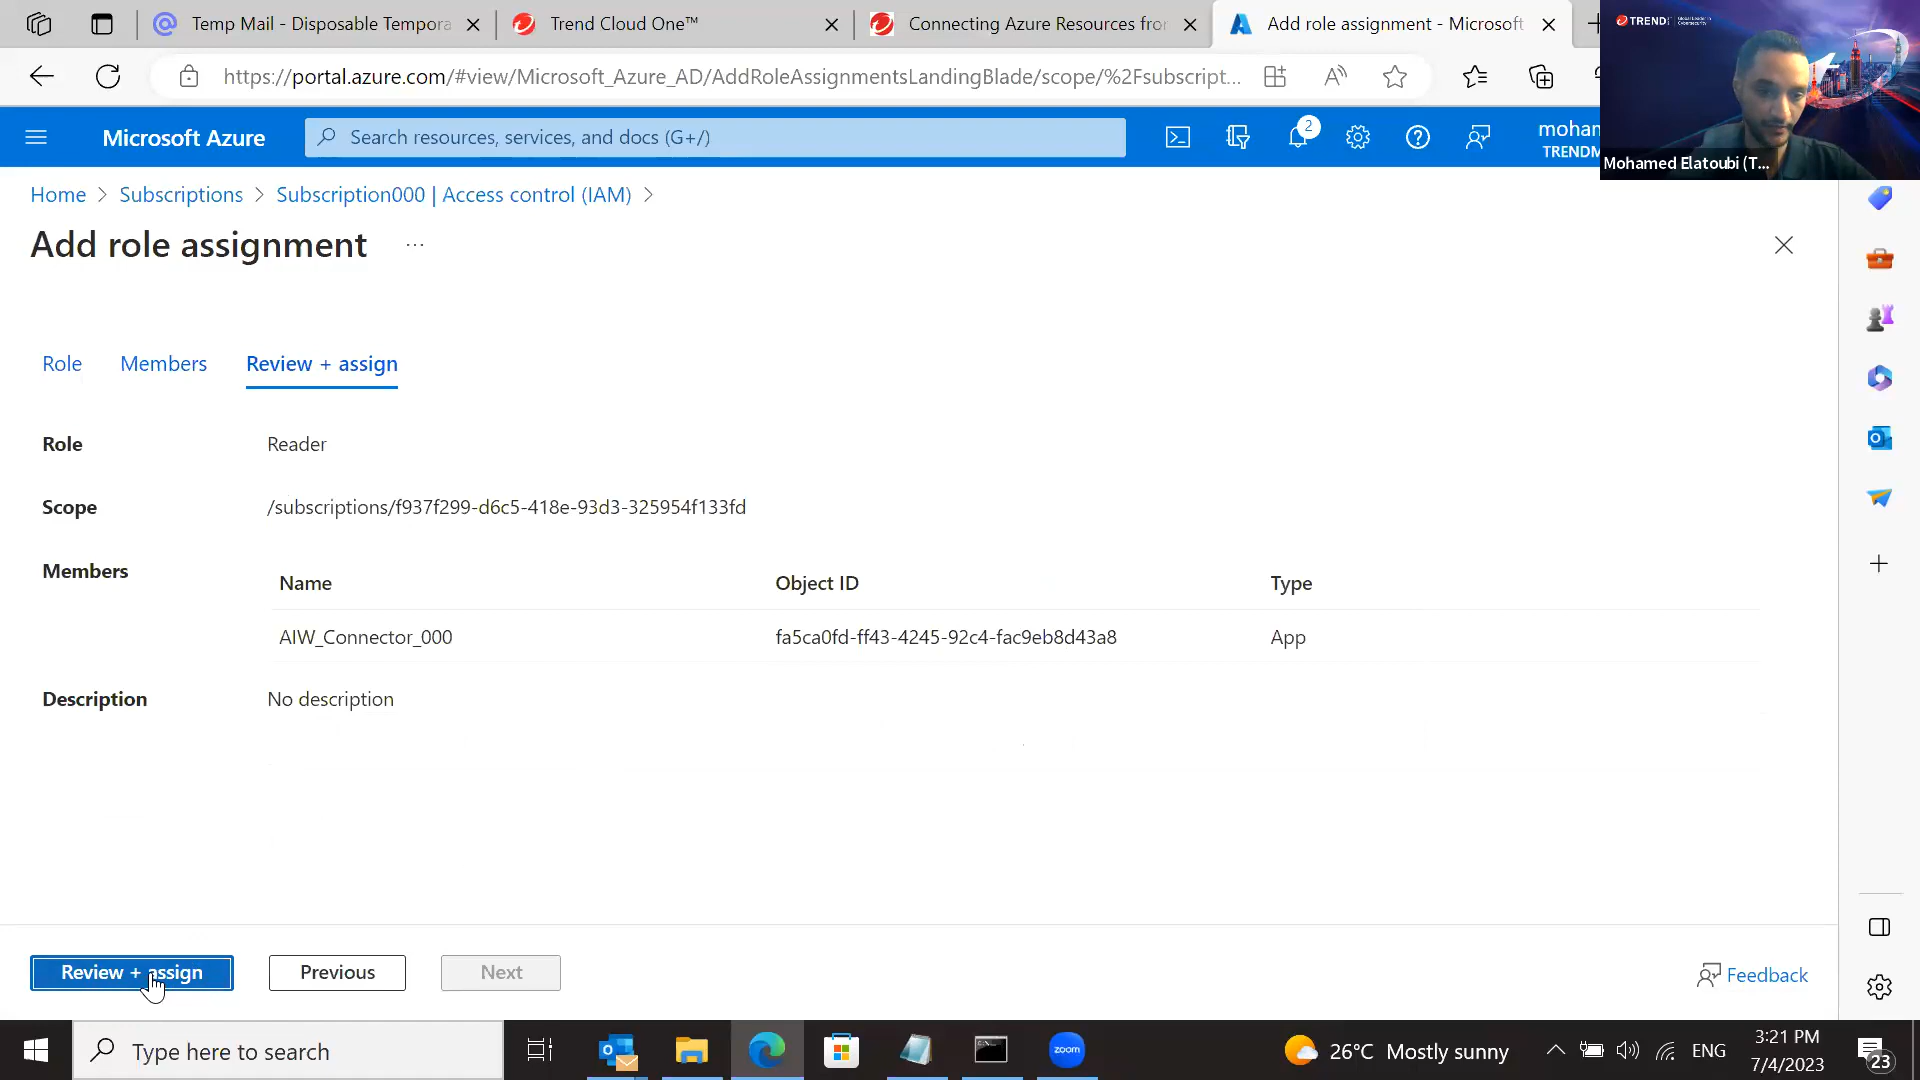 Temp Mail - Disposable Tempora
Trend Cloud One™
Connecting Azure Resources fror
Add role assignment - Microsoft
TREND
https://portal.azure.com/#view/Microsoft_Azure_AD/AddRoleAssignmentsLandingBlade/scope/%2Fsubscript...
Microsoft Azure
Search resources, services, and docs (G+/)
2
moham
TRENDM
Mohamed Elatoubi (T...
Home > Subscriptions > Subscription000 | Access control (IAM) >
Add role assignment ...
Role
Members
Review + assign
Role
Reader
Scope
/subscriptions/f937f299-d6c5-418e-93d3-325954f133fd
Members
Name
Object ID
Type
AIW_Connector_000
fa5ca0fd-ff43-4245-92c4-fac9eb8d43a8
App
Description
No description
Review + assign
Previous
Next
Feedback
Type here to search
zoom
26°C Mostly sunny
ENG
3:21 PM
7/4/2023
23